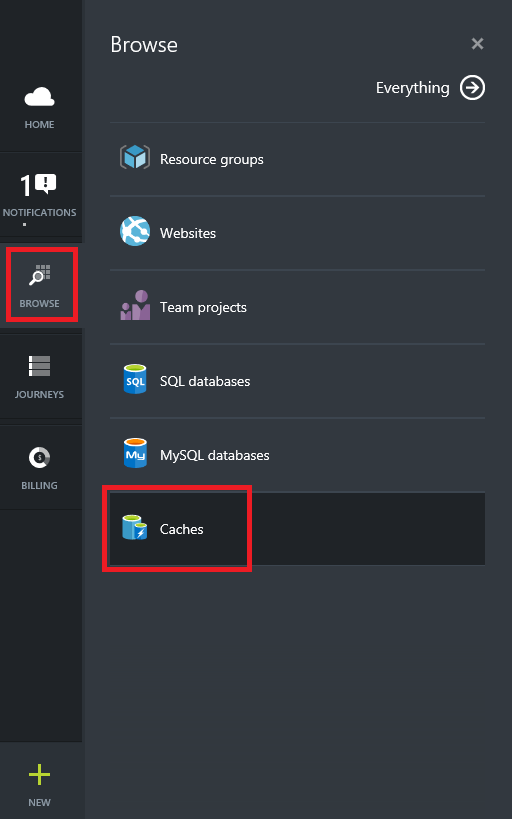 HOME
1
NOTIFICATIONS
BROWSE
JOURNEYS
$
BILLING
NEW
Browse
Everything
Resource groups
Websites
Team projects
SQL
SQL databases
My
MySQL databases
Caches